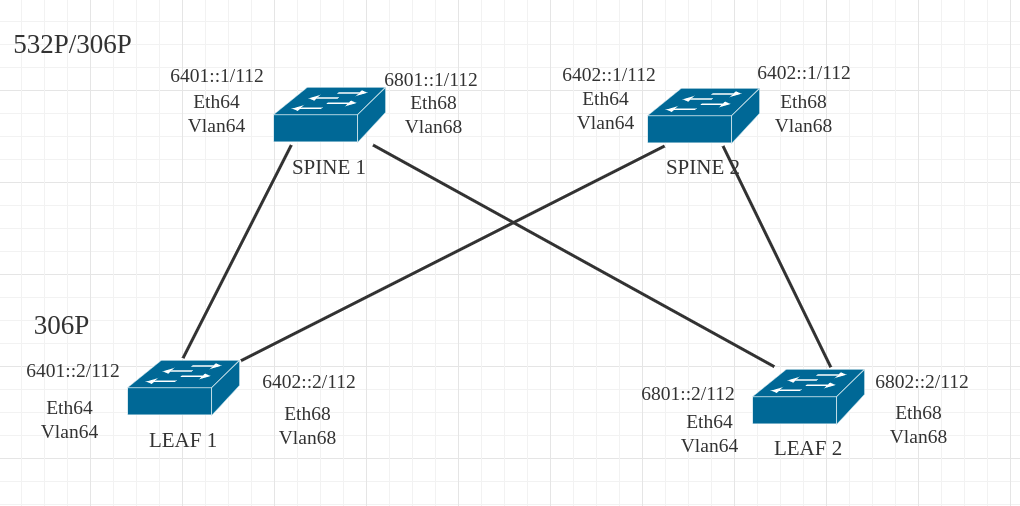 532P/306P
6401::1/112
Eth64
Vlan64
6801::1/112
Eth68
Vlan68
SPINE 1
6402::1/112
Eth64
Vlan64
6402::1/112
Eth68
Vlan68
SPINE 2
306P
6401::2/112
Eth64
Vlan64
LEAF 1
6402::2/112
Eth68
Vlan68
6801::2/112
Eth64
Vlan64
LEAF 2
6802::2/112
Eth68
Vlan68